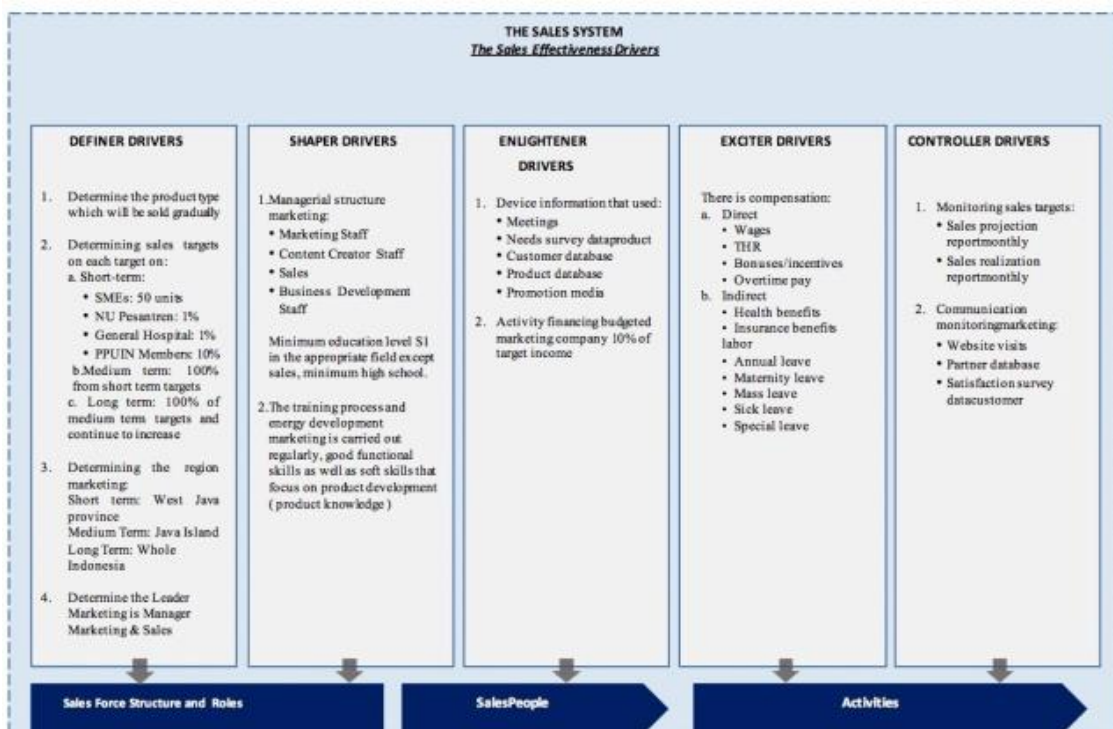 THE SALES SYSTEM
The Sales Effectiveness Drivers
DEFINER DRIVERS
1. Determine the product type
which will be sold gradually
2. Determining sales targets
on each target on:
a. Short-term:
• SMEs: 50 units
• NU Pesantren: 1%
• General Hospital: 1%
• PPUIN Members: 10%
b.Medium term: 100%
from short term targets
c. Long term: 100% of
medium term targets and
continue to increase
3. Determining the region
marketing:
Short term: West Java
province
Medium Term: Java Island
Long Term: Whole
Indonesia
4. Determine the Leader
Marketing is Manager
Marketing & Sales
SHAPER DRIVERS
1.Managerial structure
marketing:
• Marketing Staff
• Content Creator Staff
• Sales
• Business Development
Staff
Minimum education level S1
in the appropriate field except
sales, minimum high school.
2.The training process and
energy development
marketing is carried out
regularly, good functional
skills as well as soft skills that
focus on product development
( product knowledge )
ENLIGHTENER
DRIVERS
1. Device information that used:
• Meetings
• Needs survey dataproduct
• Customer database
• Product database
• Promotion media
2. Activity financing budgeted
marketing company 10% of
target income
EXCITER DRIVERS
There is compensation:
a. Direct
• Wages
• THR
• Bonuses/incentives
• Overtime pay
b. Indirect
• Health benefits
• Insurance benefits
labor
• Annual leave
• Maternity leave
• Mass leave
• Sick leave
• Special leave
CONTROLLER DRIVERS
1. Monitoring sales targets:
• Sales projection
reportmonthly
• Sales realization
reportmonthly
2. Communication
monitoringmarketing:
• Website visits
• Partner database
• Satisfaction survey
datacustomer
Sales Force Structure and Roles
SalesPeople
Activities